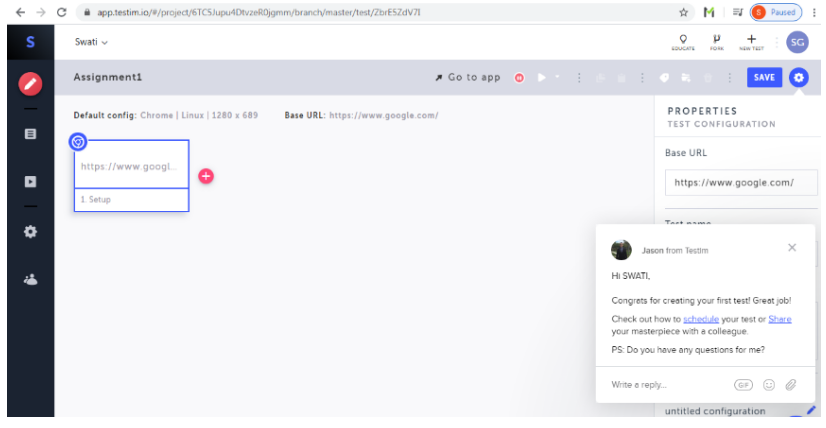 app.testim.io/#/project/6TCSJupu4DtvzeR0jgmm/branch/master/test/ZbrE5ZdV7l
S Paused
S
Swati
EDUCATE
FORK
NEW TEST
SG
Assignment1
Go to app
SAVE
Default config: Chrome | Linux | 1280 x 689
Base URL: https://www.google.com/
PROPERTIES
TEST CONFIGURATION
Base URL
https://www.google.com/
https://www.googl...
1. Setup
Test name
Jason from Testim
Hi SWATI,
Congrats for creating your first test! Great job!
Check out how to schedule your test or Share
your masterpiece with a colleague.
PS: Do you have any questions for me?
Write a reply...
GIF
untitled configuration